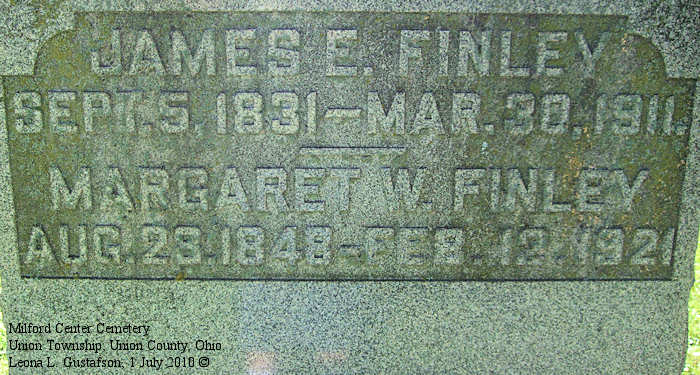 JAMES E. FINLEY
SEPT. 5. 1831 — MAR. 30. 1911.
MARGARET W. FINLEY
AUG. 23. 1848 - FEB. 12. 1921
Milford Center Cemetery
Union Township, Union County, Ohio
Leona L. Gustafson, 1 July 2010 ©